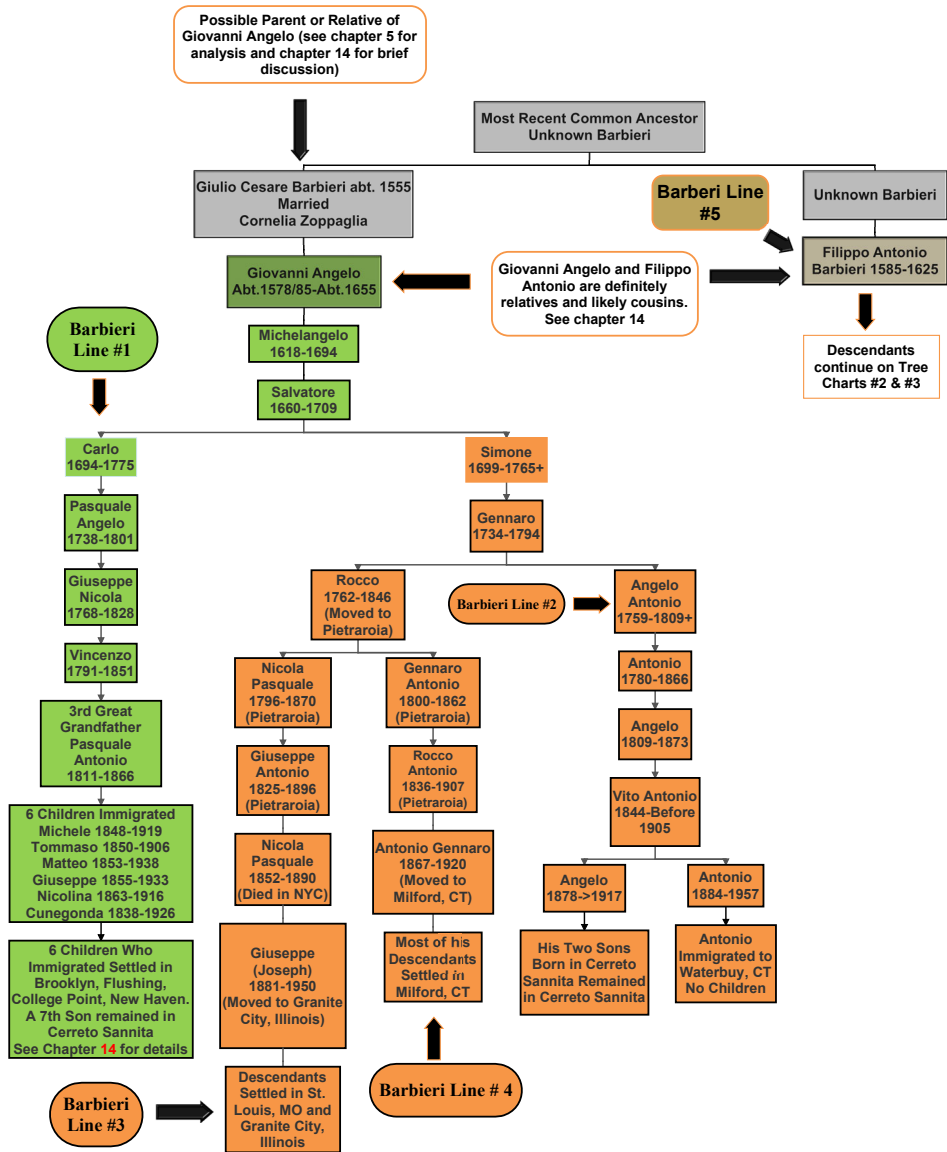 Possible Parent or Relative of
Giovanni Angelo (see chapter 5 for
analysis and chapter 14 for brief
discussion)
Most Recent Common Ancestor
Unknown Barbieri
Giulio Cesare Barbieri abt. 1555
Married
Cornelia Zoppaglia
Barberi Line
#5
Unknown Barbieri
Giovanni Angelo
Abt.1578/85-Abt.1655
Giovanni Angelo and Filippo
Antonio are definitely
relatives and likely cousins.
See chapter 14
Filippo Antonio
Barbieri 1585-1625
Descendants
continue on Tree
Charts #2 & #3
Barbieri
Line #1
Michelangelo
1618-1694
Salvatore
1660-1709
Carlo
1694-1775
Pasquale
Angelo
1738-1801
Giuseppe
Nicola
1768-1828
Vincenzo
1791-1851
3rd Great
Grandfather
Pasquale
Antonio
1811-1866
6 Children Immigrated
Michele 1848-1919
Tommaso 1850-1906
Matteo 1853-1938
Giuseppe 1855-1933
Nicolina 1863-1916
Cunegonda 1838-1926
6 Children Who
Immigrated Settled in
Brooklyn, Flushing,
College Point, New Haven.
A 7th Son remained in
Cerreto Sannita
See Chapter 14 for details
Simone
1699-1765+
Gennaro
1734-1794
Rocco
1762-1846
(Moved to
Pietraroia)
Barbieri Line #2
Angelo
Antonio
1759-1809+
Nicola
Pasquale
1796-1870
(Pietraroia)
Giuseppe
Antonio
1825-1896
(Pietraroia)
Nicola
Pasquale
1852-1890
(Died in NYC)
Giuseppe
(Joseph)
1881-1950
(Moved to Granite
City, Illinois)
Descendants
Settled in St.
Louis, MO and
Granite City,
Illinois
Barbieri
Line #3
Gennaro
Antonio
1800-1862
(Pietraroia)
Rocco
Antonio
1836-1907
(Pietraroia)
Antonio Gennaro
1867-1920
(Moved to
Milford, CT)
Most of his
Descendants
Settled in
Milford, CT
Barbieri Line # 4
Antonio
1780-1866
Angelo
1809-1873
Vito Antonio
1844-Before
1905
Angelo
1878->1917
His Two Sons
Born in Cerreto
Sannita Remained
in Cerreto Sannita
Antonio
1884-1957
Antonio
Immigrated to
Waterbuy, CT
No Children